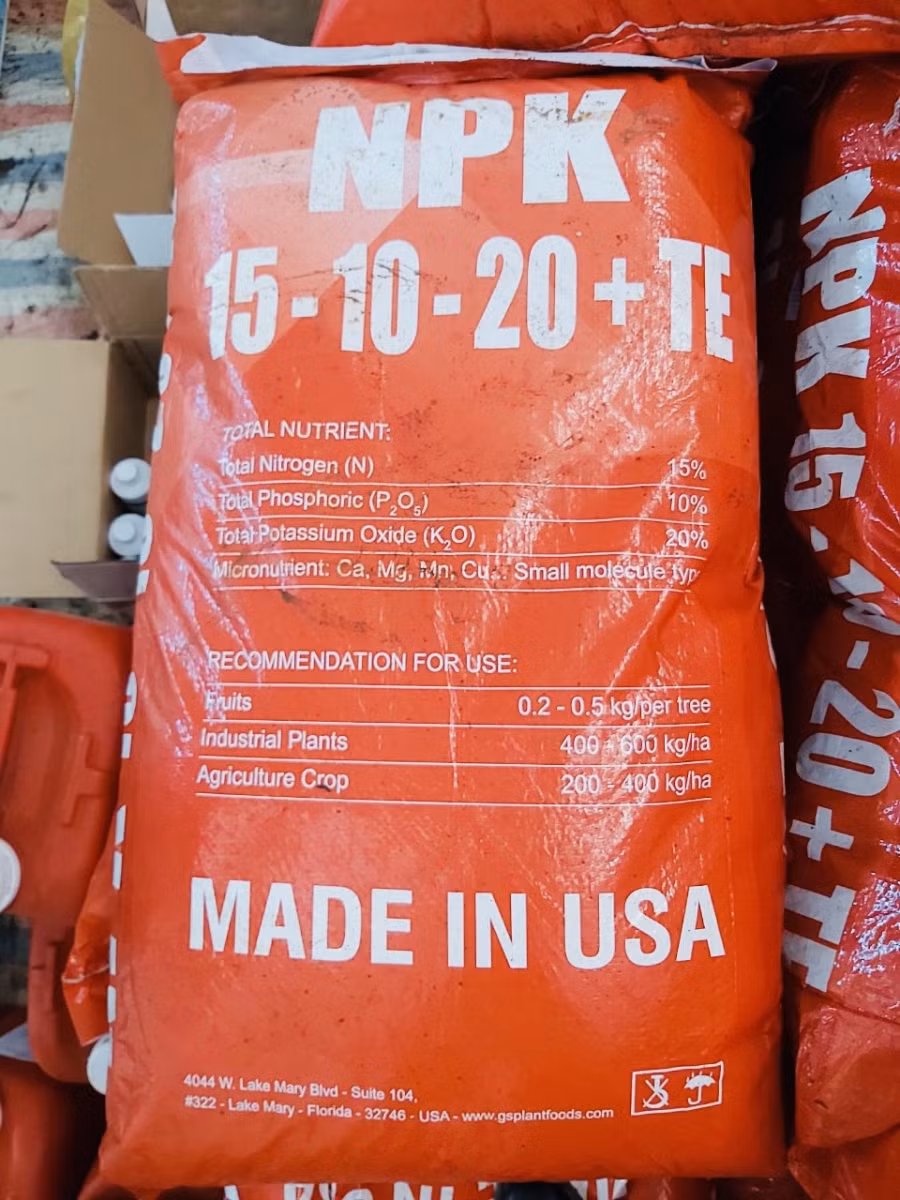 NPK
15 - 10 - 20 + TE
TOTAL NUTRIENT:
Total Nitrogen (N) 15%
Total Phosphoric (P₂O₅) 10%
Total Potassium Oxide (K₂O) 20%
Micronutrient: Ca, Mg, Mn, Cu... Small molecule typ
RECOMMENDATION FOR USE:
Fruits 0.2 - 0.5 kg/per tree
Industrial Plants 400 - 600 kg/ha
Agriculture Crop 200 - 400 kg/ha
MADE IN USA
4044 W. Lake Mary Blvd - Suite 104,
#322 - Lake Mary - Florida - 32746 - USA - www.gsplantfoods.com
NPK 15 - 10 - 20 + TE